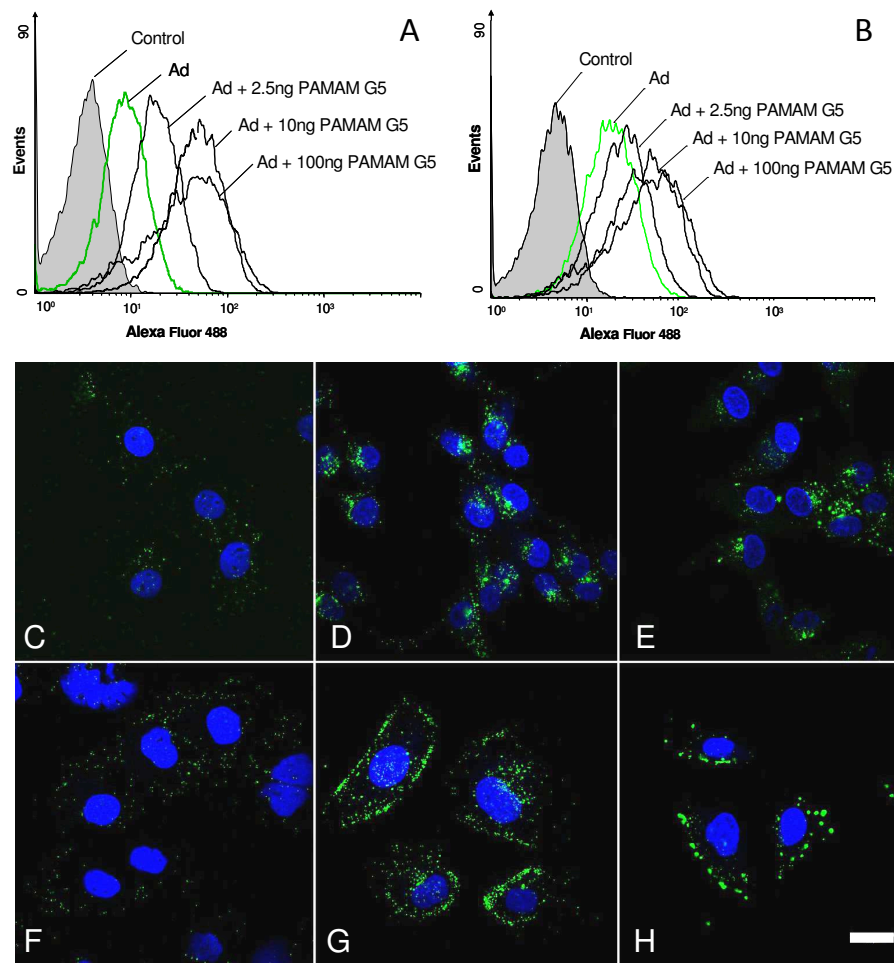 90
Events
0
A
Control
Ad
Ad + 2.5ng PAMAM G5
Ad + 10ng PAMAM G5
Ad + 100ng PAMAM G5
10⁰
10¹
10²
10³
Alexa Fluor 488
90
Events
0
B
Control
Ad
Ad + 2.5ng PAMAM G5
Ad + 10ng PAMAM G5
Ad + 100ng PAMAM G5
10⁰
10¹
10²
10³
Alexa Fluor 488
C
D
E
F
G
H